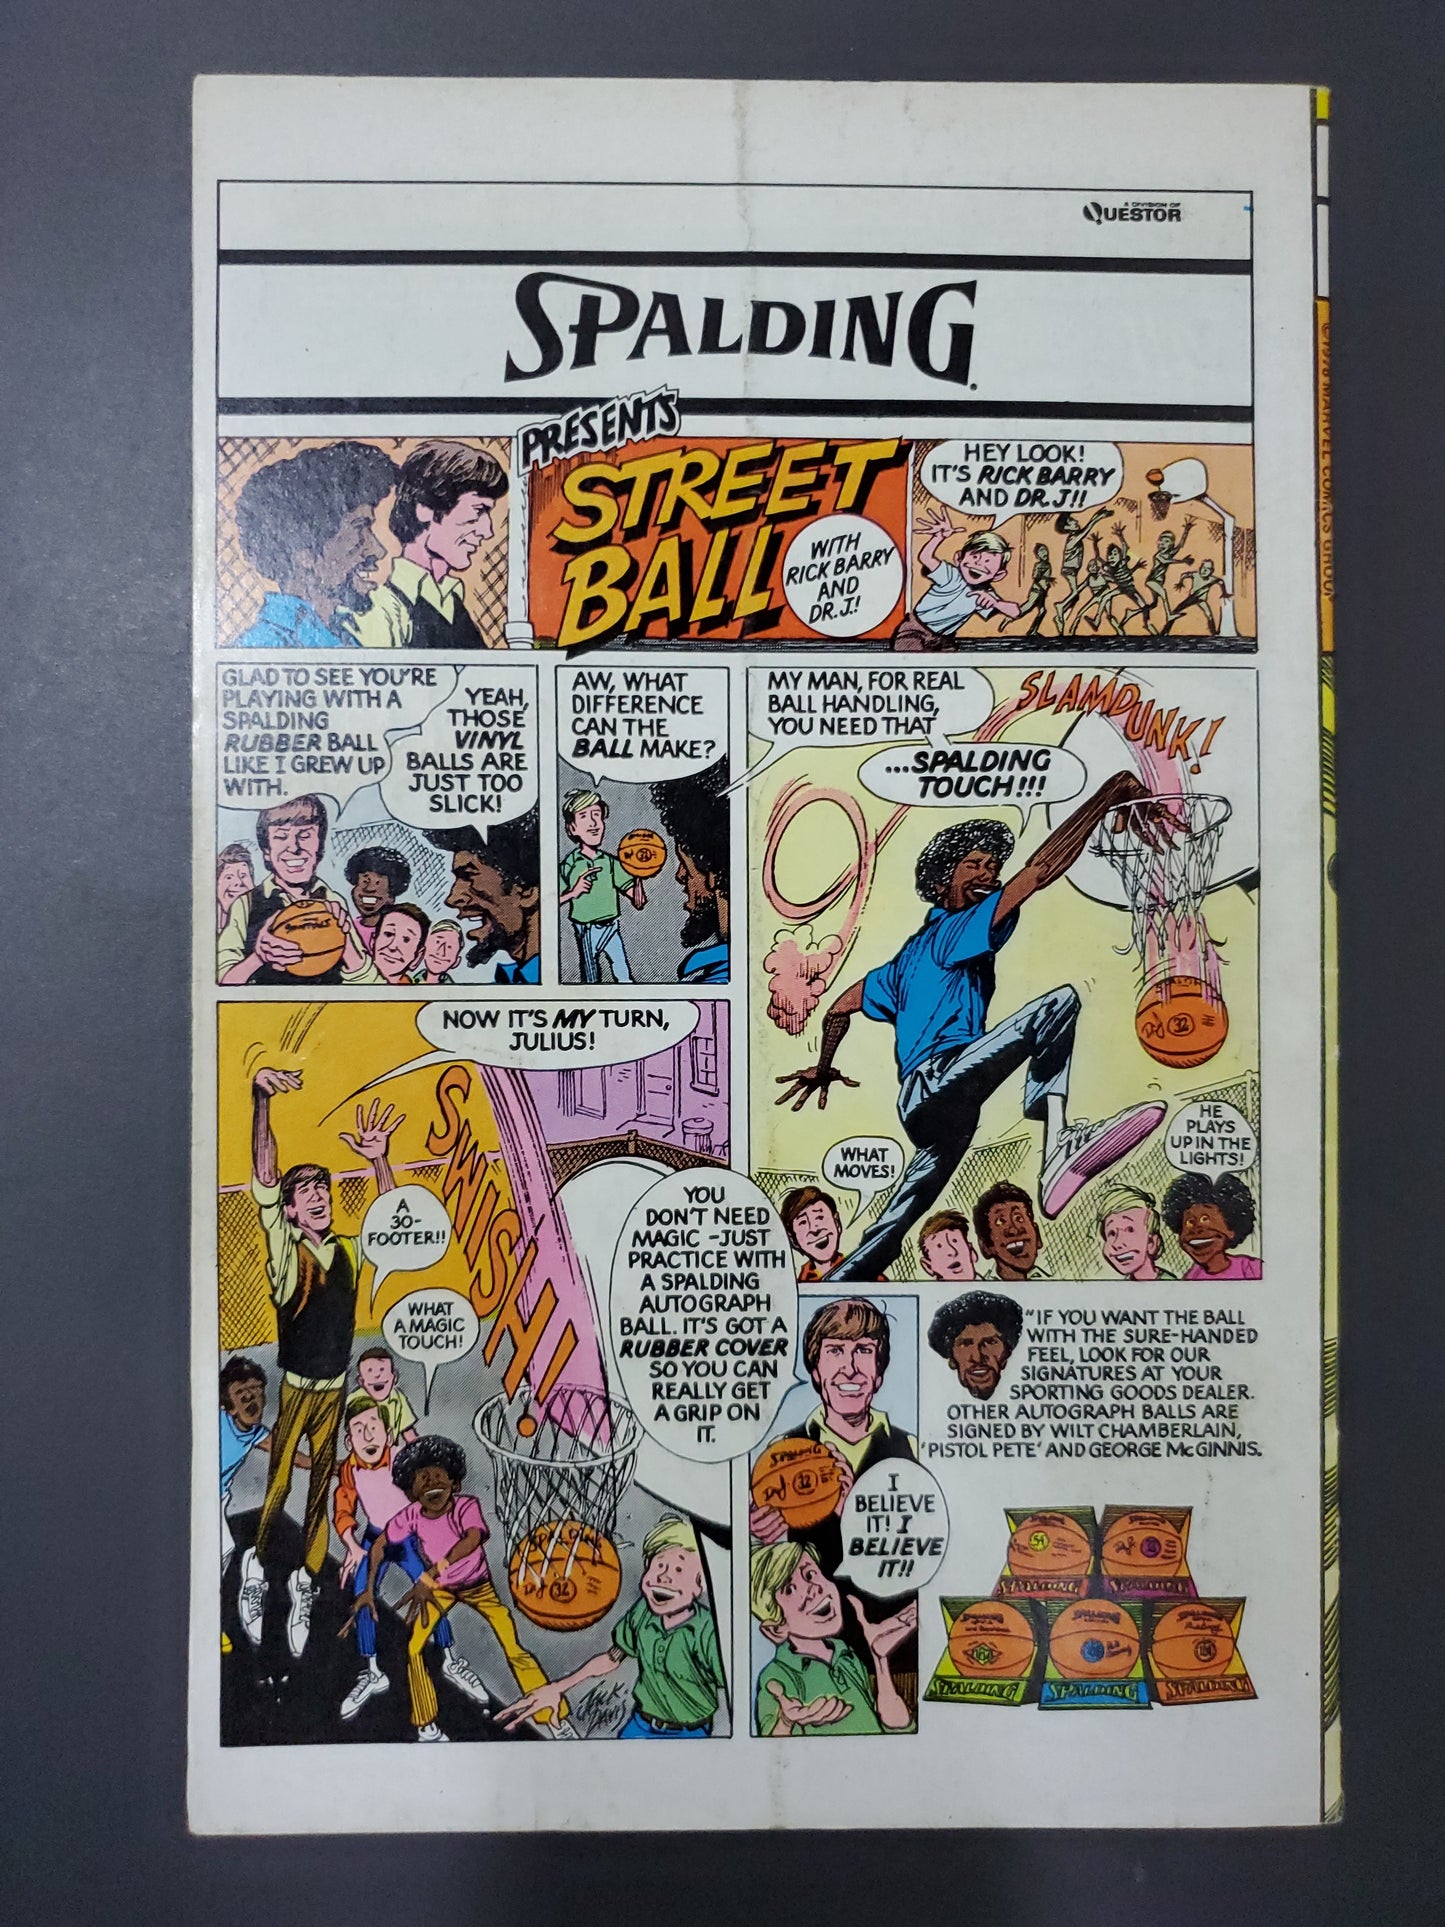 A DIVISION OF
QUESTOR
SPALDING
PRESENTS
STREET
BALL
WITH
RICK BARRY
AND
DR.J.!
HEY LOOK!
IT'S RICK BARRY
AND DR.J!!
GLAD TO SEE YOU'RE
PLAYING WITH A
SPALDING
RUBBER BALL
LIKE I GREW UP
WITH.
YEAH,
THOSE
VINYL
BALLS ARE
JUST TOO
SLICK!
AW, WHAT
DIFFERENCE
CAN THE
BALL MAKE?
MY MAN, FOR REAL
BALL HANDLING,
YOU NEED THAT
...SPALDING
TOUCH!!!
SLAMDUNK!
32
WHAT
MOVES!
HE
PLAYS
UP IN THE
LIGHTS!
NOW IT'S MY TURN,
JULIUS!
SWISH!
A
30-
FOOTER!!
WHAT
A MAGIC
TOUCH!
SPALDING
32
JACK
DAVIS
YOU
DON'T NEED
MAGIC -JUST
PRACTICE WITH
A SPALDING
AUTOGRAPH
BALL. IT'S GOT A
RUBBER COVER
SO YOU CAN
REALLY GET
A GRIP ON
IT.
SPALDING
32
I
BELIEVE
IT! I
BELIEVE
IT!!
"IF YOU WANT THE BALL
WITH THE SURE-HANDED
FEEL, LOOK FOR OUR
SIGNATURES AT YOUR
SPORTING GOODS DEALER.
OTHER AUTOGRAPH BALLS ARE
SIGNED BY WILT CHAMBERLAIN,
'PISTOL PETE' AND GEORGE McGINNIS.
SPALDING
SPALDING
SPALDING
SPALDING
SPALDING
©1978 MARVEL COMICS GROUP